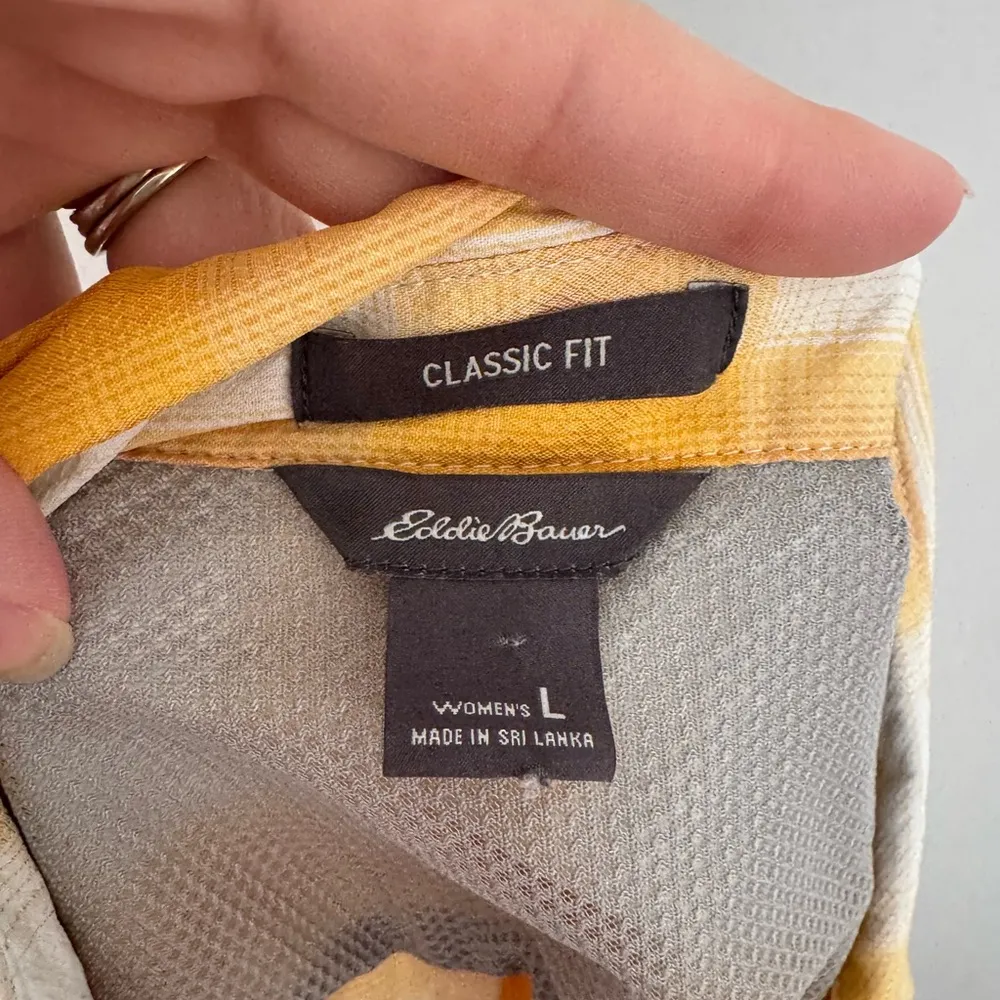 CLASSIC FIT
Eddie Bauer
WOMEN'S L
MADE IN SRI LANKA